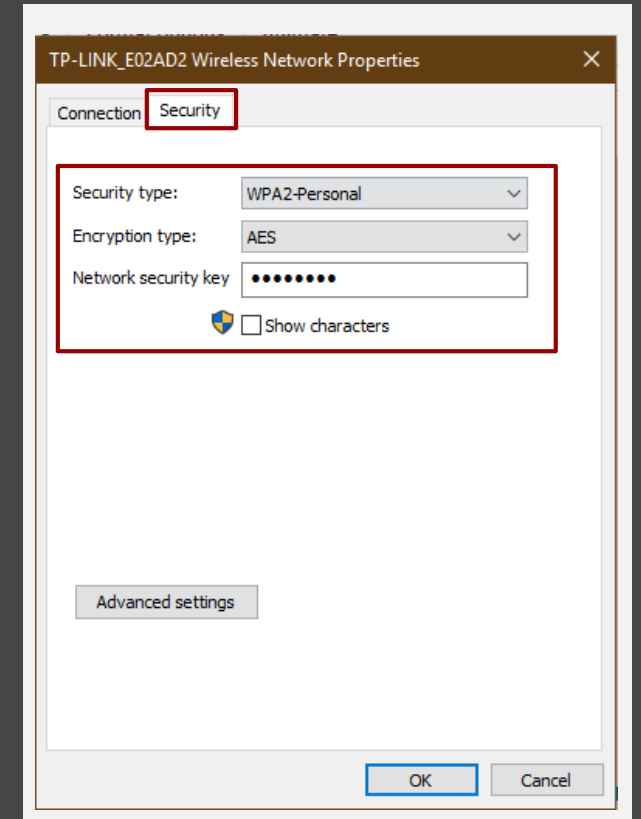 TP-LINK_E02AD2 Wireless Network Properties
Connection Security
Security type: WPA2-Personal
Encryption type: AES
Network security key ••••••••
Show characters
Advanced settings
OK Cancel